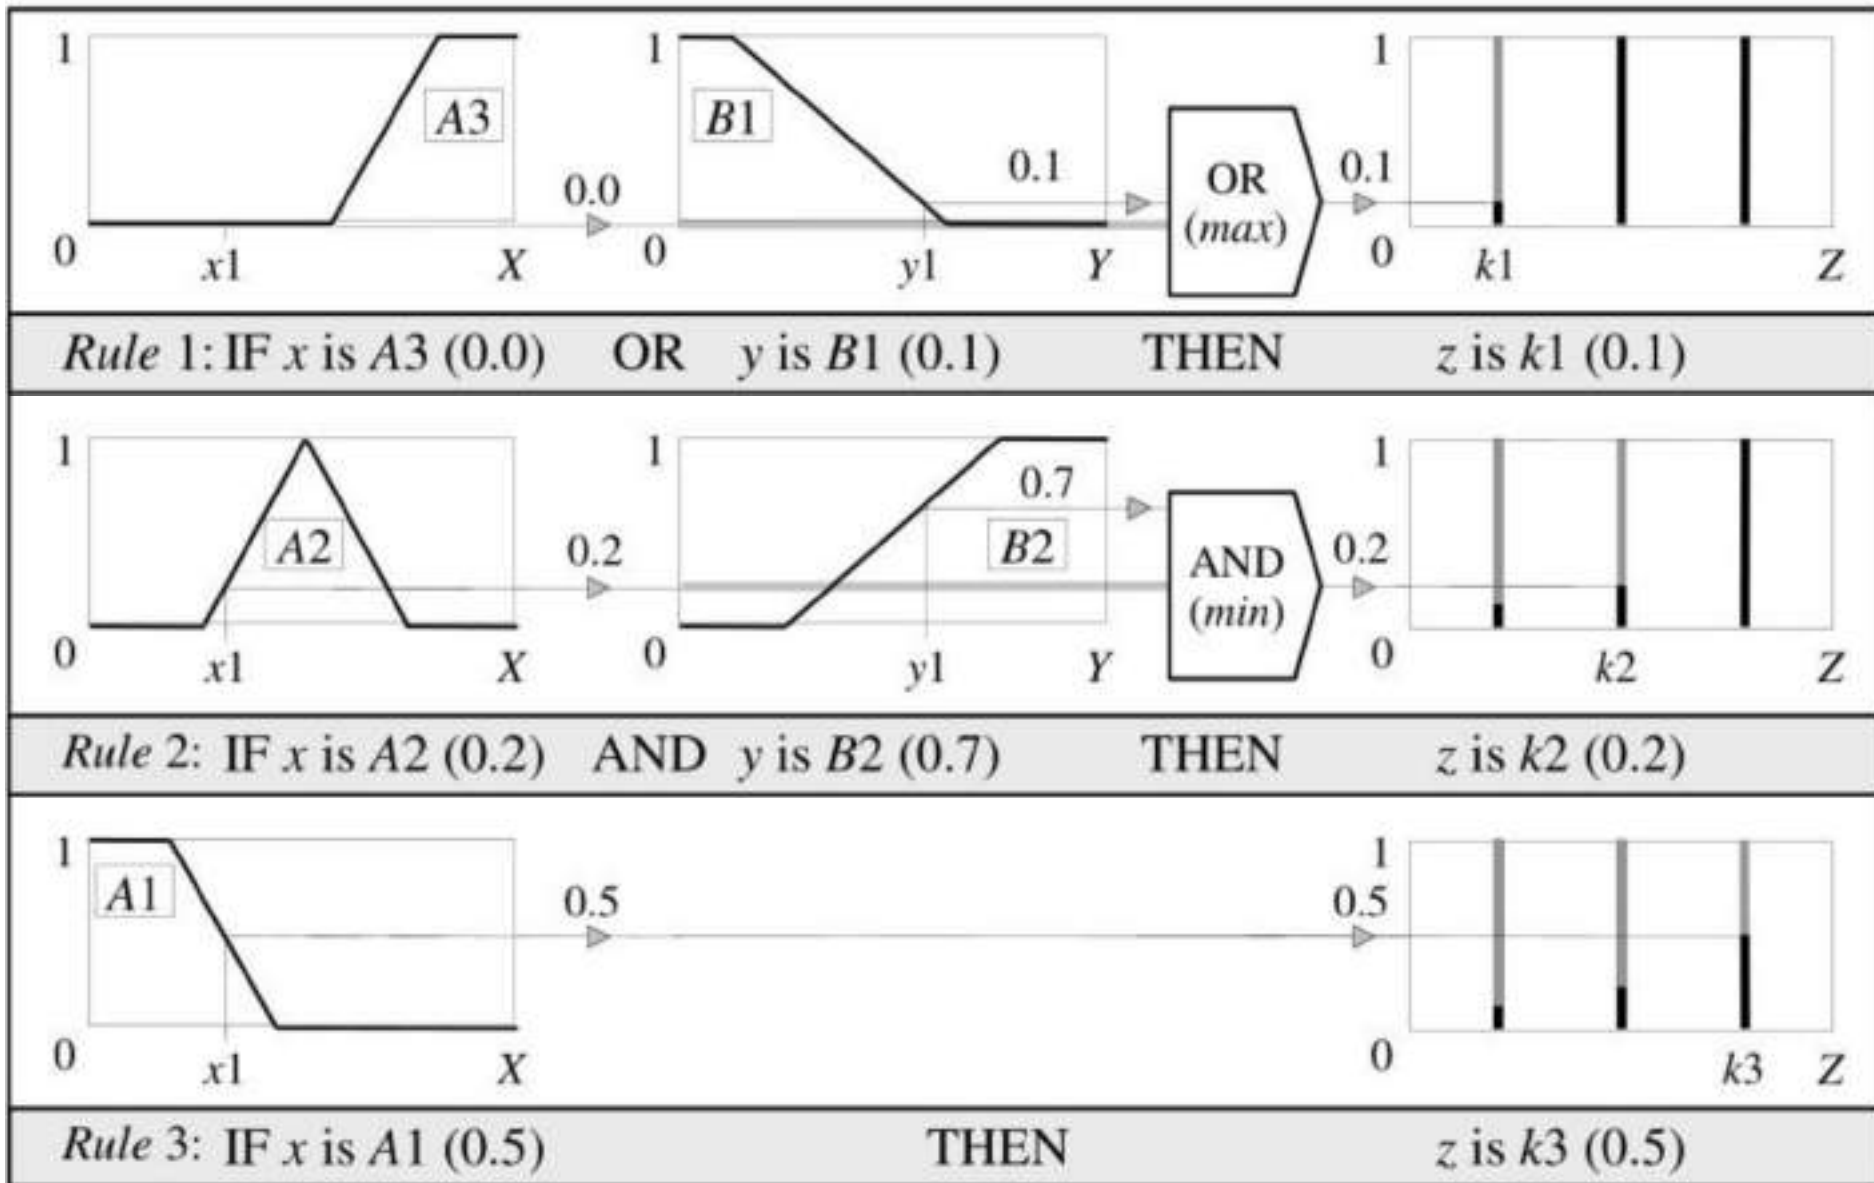 1 1 1
A3 B1 0.1 OR 0.1
0.0 (max)
0 x1 X 0 y1 Y 0 k1 Z
Rule 1: IF x is A3 (0.0) OR y is B1 (0.1) THEN z is k1 (0.1)
1 1 1
0.7
A2 0.2 B2 AND 0.2
(min)
0 x1 X 0 y1 Y 0 k2 Z
Rule 2: IF x is A2 (0.2) AND y is B2 (0.7) THEN z is k2 (0.2)
1 1
A1 0.5 0.5
0 x1 X 0 k3 Z
Rule 3: IF x is A1 (0.5) THEN z is k3 (0.5)